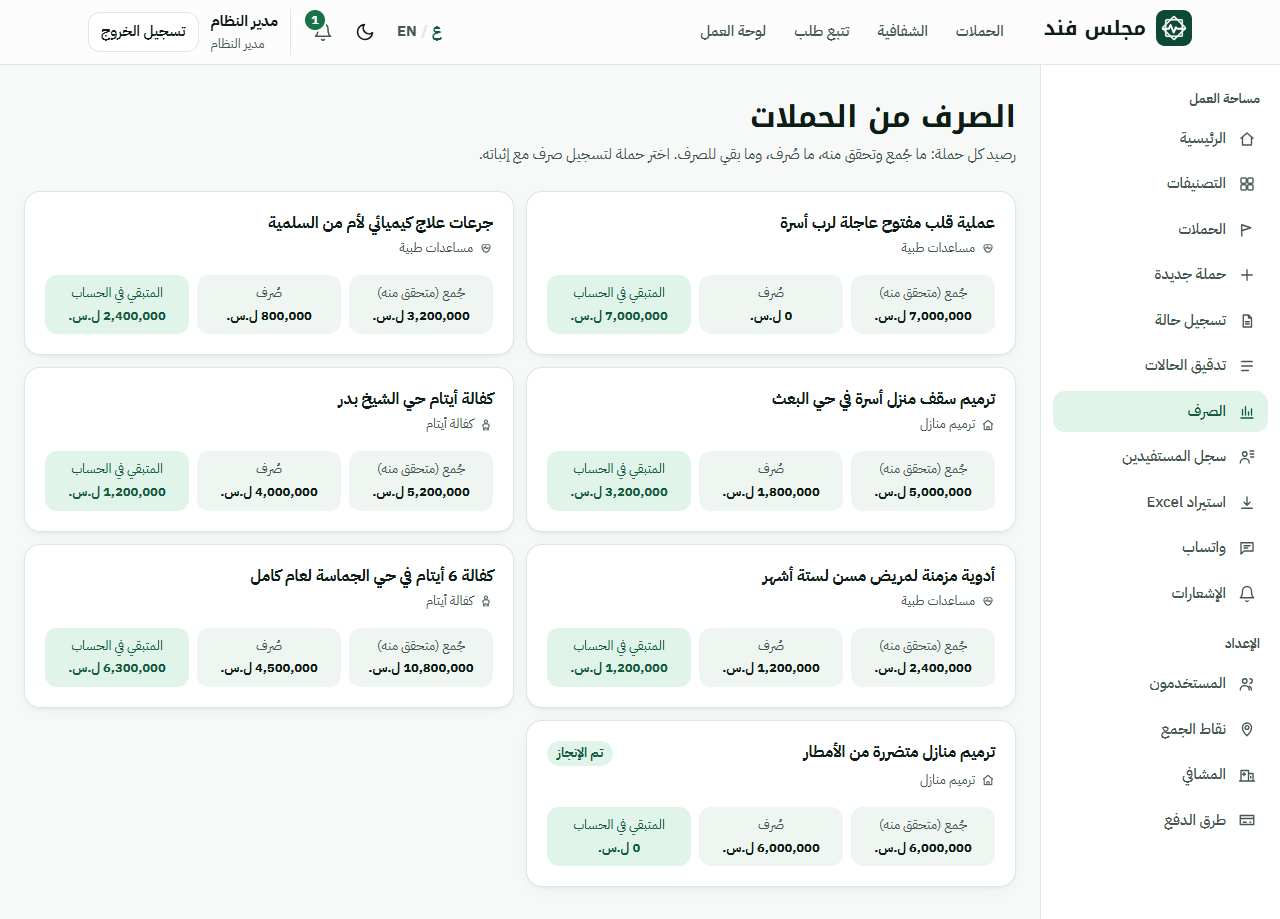 مجلس فند
الحملات
الشفافية
تتبع طلب
لوحة العمل
ع / EN
1
مدير النظام
مدير النظام
تسجيل الخروج
مساحة العمل
الرئيسية
التصنيفات
الحملات
حملة جديدة
تسجيل حالة
تدقيق الحالات
الصرف
سجل المستفيدين
استيراد Excel
واتساب
الإشعارات
الإعداد
المستخدمون
نقاط الجمع
المشافي
طرق الدفع
الصرف من الحملات
رصيد كل حملة: ما جُمع وتحقق منه، ما صُرف، وما بقي للصرف. اختر حملة لتسجيل صرف مع إثباته.
عملية قلب مفتوح عاجلة لرب أسرة
مساعدات طبية
جُمع (متحقق منه)
7,000,000 ل.س.
صُرف
0 ل.س.
المتبقي في الحساب
7,000,000 ل.س.
جرعات علاج كيميائي لأم من السلمية
مساعدات طبية
جُمع (متحقق منه)
3,200,000 ل.س.
صُرف
800,000 ل.س.
المتبقي في الحساب
2,400,000 ل.س.
ترميم سقف منزل أسرة في حي البعث
ترميم منازل
جُمع (متحقق منه)
5,000,000 ل.س.
صُرف
1,800,000 ل.س.
المتبقي في الحساب
3,200,000 ل.س.
كفالة أيتام حي الشيخ بدر
كفالة أيتام
جُمع (متحقق منه)
5,200,000 ل.س.
صُرف
4,000,000 ل.س.
المتبقي في الحساب
1,200,000 ل.س.
أدوية مزمنة لمريض مسن لستة أشهر
مساعدات طبية
جُمع (متحقق منه)
2,400,000 ل.س.
صُرف
1,200,000 ل.س.
المتبقي في الحساب
1,200,000 ل.س.
كفالة 6 أيتام في حي الجماسة لعام كامل
كفالة أيتام
جُمع (متحقق منه)
10,800,000 ل.س.
صُرف
4,500,000 ل.س.
المتبقي في الحساب
6,300,000 ل.س.
ترميم منازل متضررة من الأمطار
تم الإنجاز
ترميم منازل
جُمع (متحقق منه)
6,000,000 ل.س.
صُرف
6,000,000 ل.س.
المتبقي في الحساب
0 ل.س.